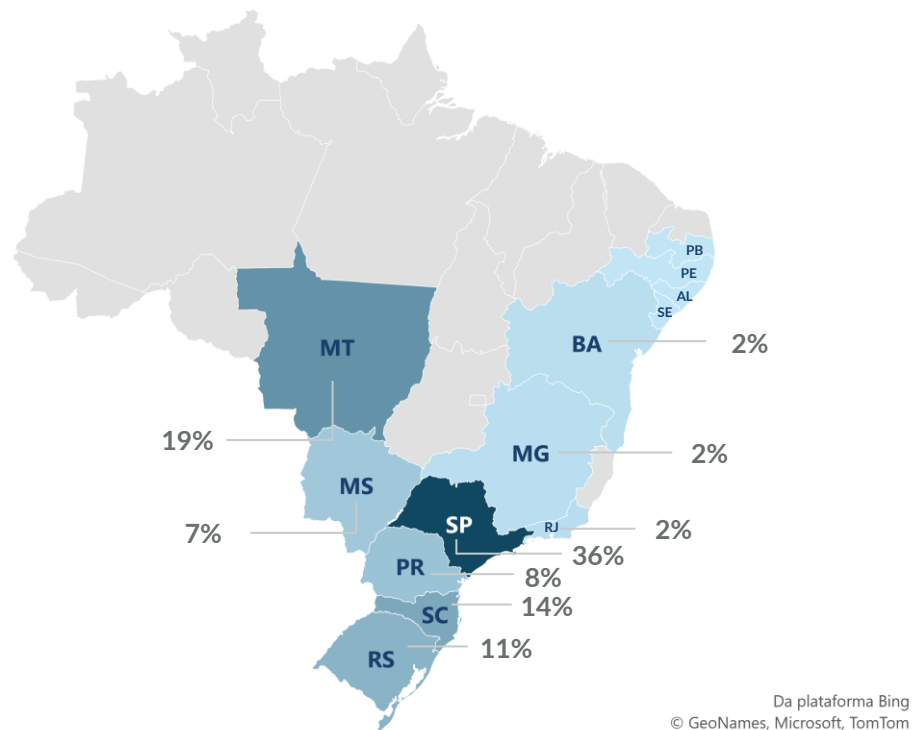 PB
PE
AL
SE
MT
BA
2%
19%
MG
2%
MS
7%
SP
RJ
2%
36%
PR
8%
14%
SC
11%
RS
Da plataforma Bing
© GeoNames, Microsoft, TomTom